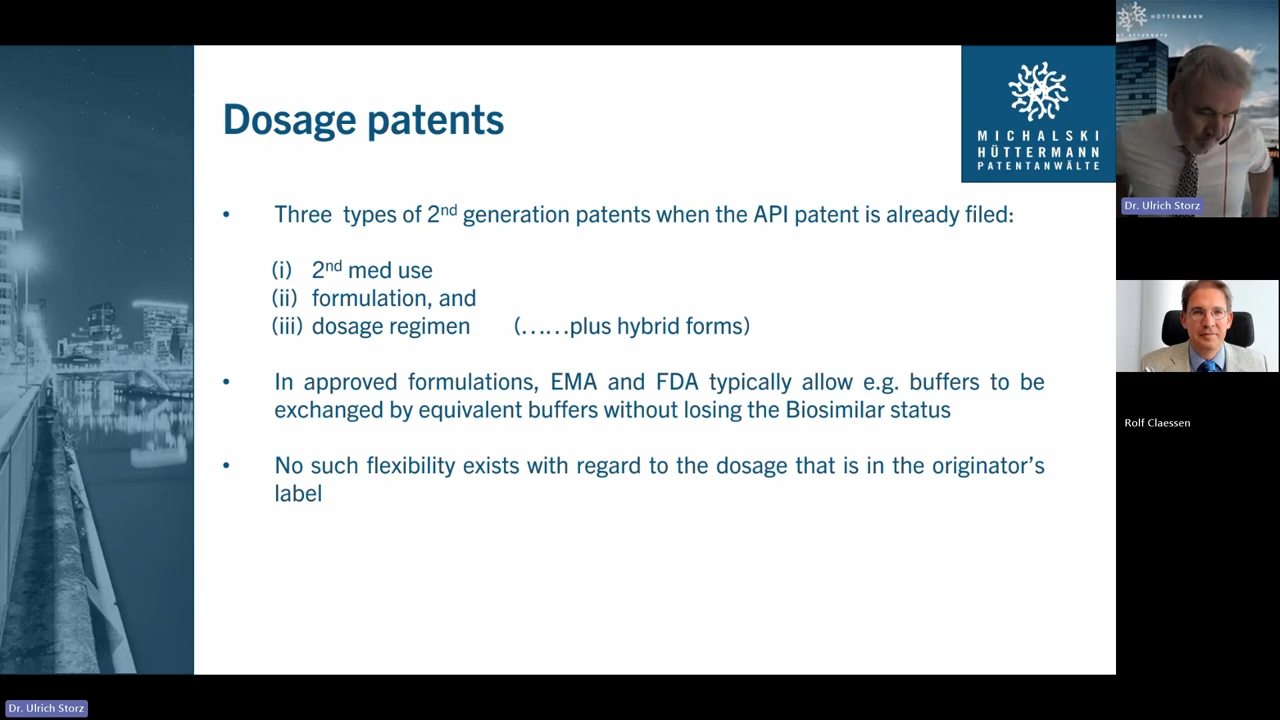 Dosage patents
MICHALSKI
HÜTTERMANN
PATENTANWÄLTE
• Three types of 2nd generation patents when the API patent is already filed:
(i) 2nd med use
(ii) formulation, and
(iii) dosage regimen (……plus hybrid forms)
• In approved formulations, EMA and FDA typically allow e.g. buffers to be
exchanged by equivalent buffers without losing the Biosimilar status
• No such flexibility exists with regard to the dosage that is in the originator’s
label
HÜTTERMANN
Dr. Ulrich Storz
Rolf Claessen
Dr. Ulrich Storz